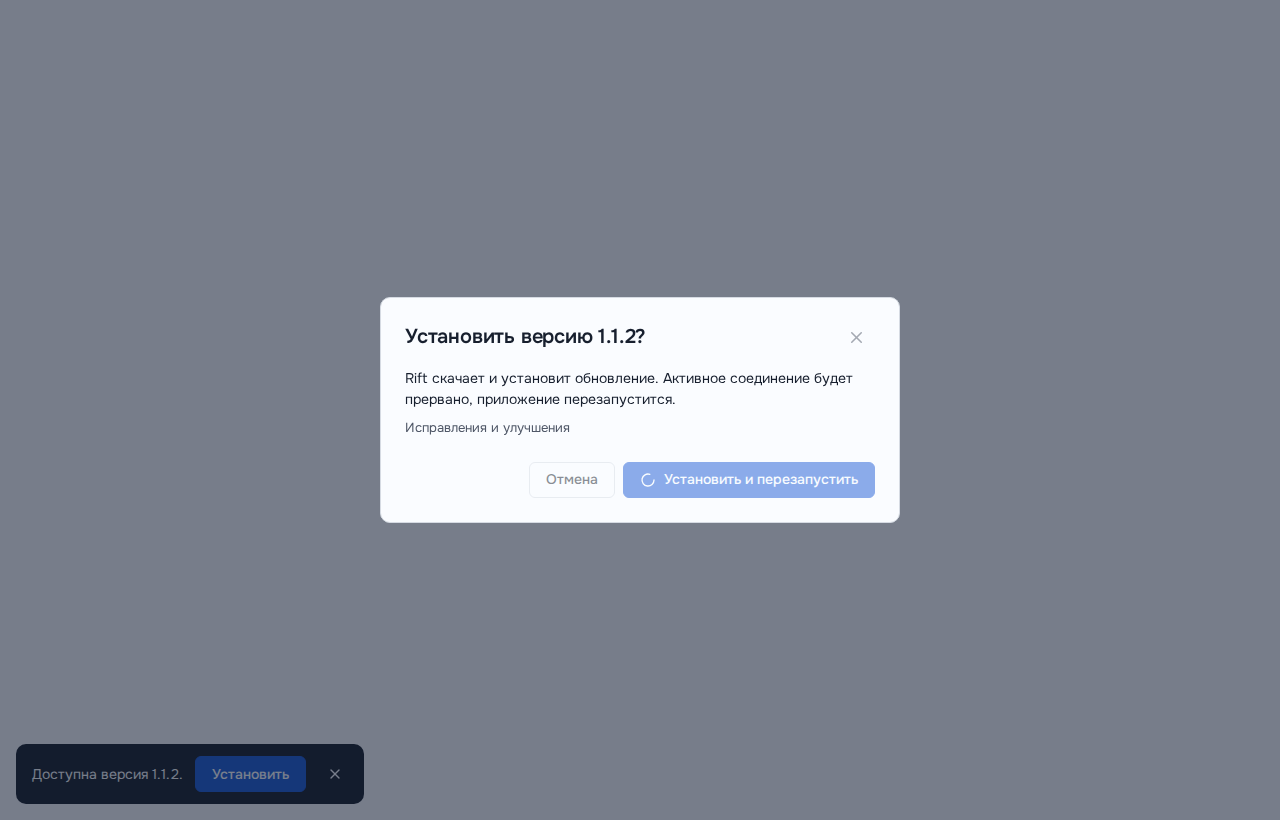 Установить версию 1.1.2?
Rift скачает и установит обновление. Активное соединение будет
прервано, приложение перезапустится.
Исправления и улучшения
Отмена
Установить и перезапустить
Доступна версия 1.1.2.
Установить